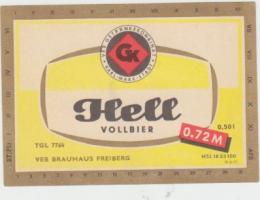 VEB GETRÄNKEKOMBINAT
GK
KARL-MARX-STADT
Hell
VOLLBIER
0,50 l
0.72 M
TGL 7764
VEB BRAUHAUS FREIBERG